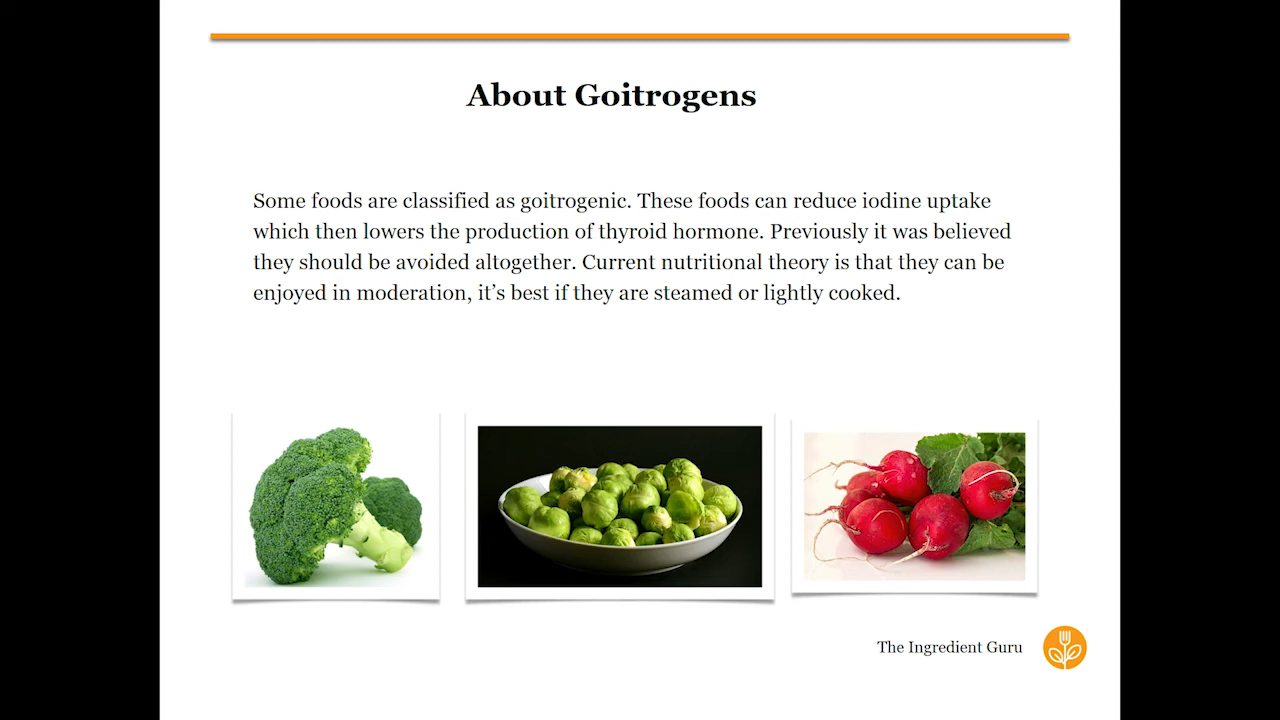 About Goitrogens
Some foods are classified as goitrogenic. These foods can reduce iodine uptake
which then lowers the production of thyroid hormone. Previously it was believed
they should be avoided altogether. Current nutritional theory is that they can be
enjoyed in moderation, it’s best if they are steamed or lightly cooked.
The Ingredient Guru